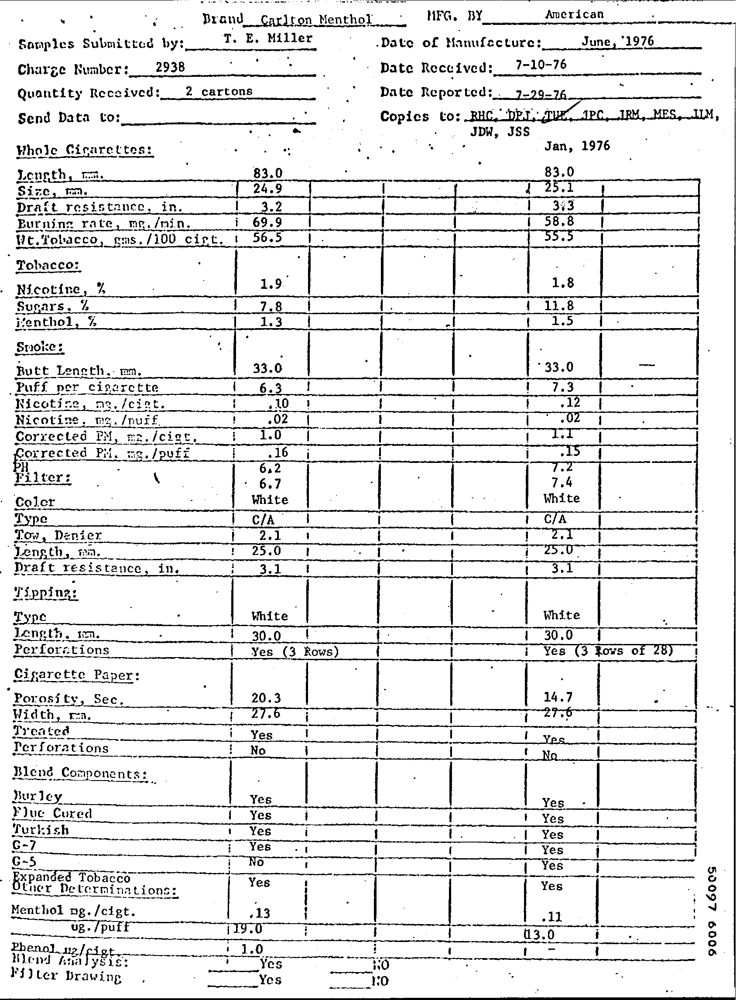 Brand Carlton Menthol MFG. BY American
Samples Submitted by: T. E. Miller Date of Manufacture: June, 1976
Charge Number: 2938 Date Received: 7-10-76
Quantity Received: 2 cartons Date Reported: 7-29-76
Send Data to: Copies to: RHC, DPJ, TUE, JPC, JRM, MES, LLM,
JDW, JSS
Whole Cigarettes: Jan, 1976
Length, mm. 83.0 83.0
Size, mm. 24.9 25.1
Draft resistance, in. 3.2 3.3
Burning rate, mg./min. 69.9 58.8
Wt.Tobacco, gms./100 cigt. 56.5 55.5
Tobacco:
Nicotine, % 1.9 1.8
Sugars, % 7.8 11.8
Menthol, % 1.3 1.5
Smoke:
Butt Length, mm. 33.0 33.0 —
Puff per cigarette 6.3 7.3
Nicotine, mg./cigt. .10 .12
Nicotine, mg./puff .02 .02
Corrected PM, mg./cigt. 1.0 1.1
Corrected PM, mg./puff .16 .15
PH 6.2 7.2
Filter: 6.7 7.4
Color White White
Type C/A C/A
Tow, Denier 2.1 2.1
Length, mm. 25.0 25.0
Draft resistance, in. 3.1 3.1
Tipping:
Type White White
Length, mm. 30.0 30.0
Perforations Yes (3 Rows) Yes (3 Rows of 28)
Cigarette Paper:
Porosity, Sec. 20.3 14.7
Width, mm. 27.6 27.6
Treated Yes Yes
Perforations No No
Blend Components:
Burley Yes Yes
Flue Cured Yes Yes
Turkish Yes Yes
G-7 Yes Yes
G-5 No Yes
Expanded Tobacco Yes Yes
Other Determinations:
Menthol mg./cigt. .13 .11
ug./puff 19.0 13.0
Phenol ug/cigt 1.0 -
Blend Analysis: Yes NO
Filter Drawing Yes NO
50097 6006